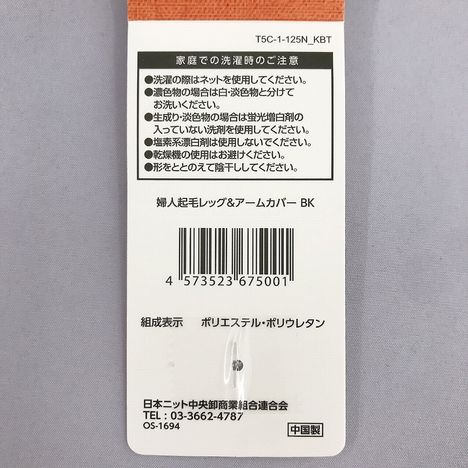 T5C-1-125N_KBT
家庭での洗濯時のご注意
●洗濯の際はネットを使用してください。
●濃色物の場合は白・淡色物と分けて
お洗いください。
●生成り・淡色物の場合は蛍光増白剤の
入っていない洗剤を使用してください。
●塩素系漂白剤は使用しないでください。
●乾燥機の使用はお避けください。
●形をととのえて陰干ししてください。
婦人起毛レッグ&アームカバー BK
4 573523 675001
組成表示 ポリエステル・ポリウレタン
日本ニット中央卸商業組合連合会
TEL : 03-3662-4787
OS-1694
中国製